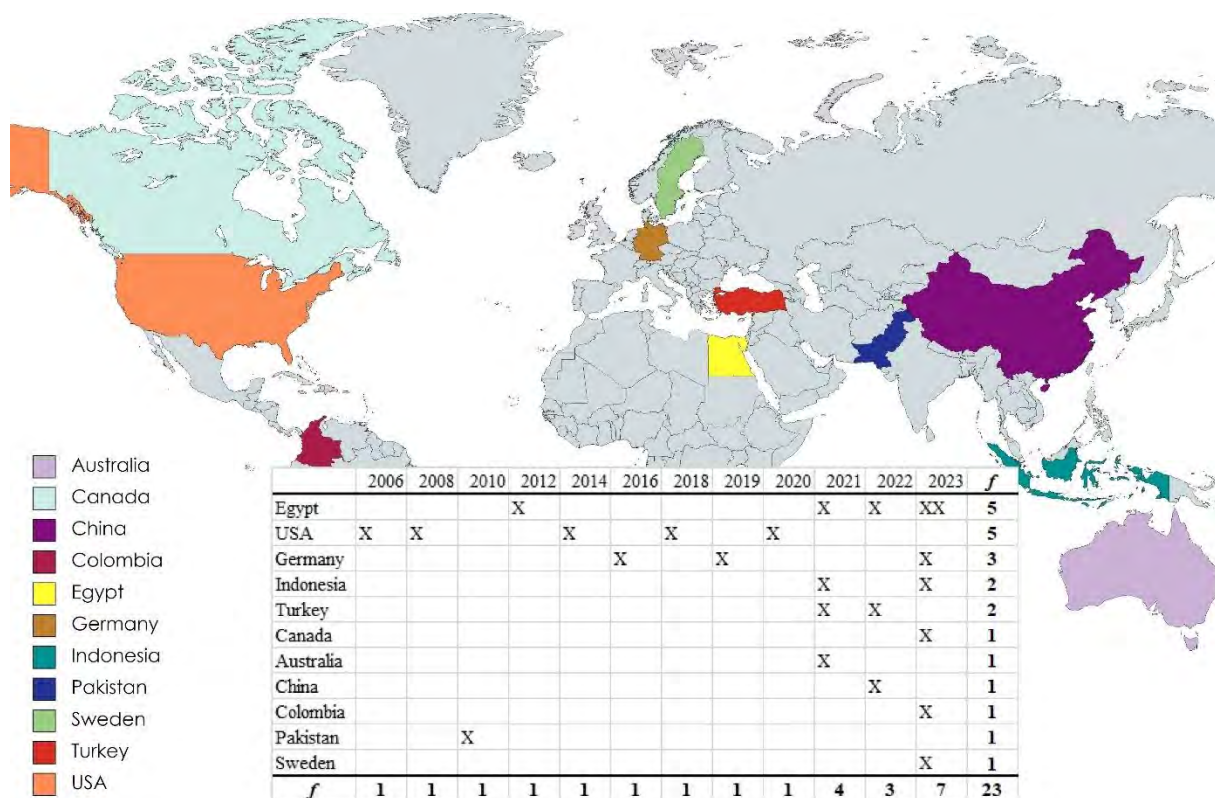 Australia
Canada
China
Colombia
Egypt
Germany
Indonesia
Pakistan
Sweden
Turkey
USA
2006 2008 2010 2012 2014 2016 2018 2019 2020 2021 2022 2023 f
Egypt X X X XX 5
USA X X X X X 5
Germany X X X 3
Indonesia X X 2
Turkey X X 2
Canada X 1
Australia X 1
China X 1
Colombia X 1
Pakistan X 1
Sweden X 1
f 1 1 1 1 1 1 1 1 1 4 3 7 23